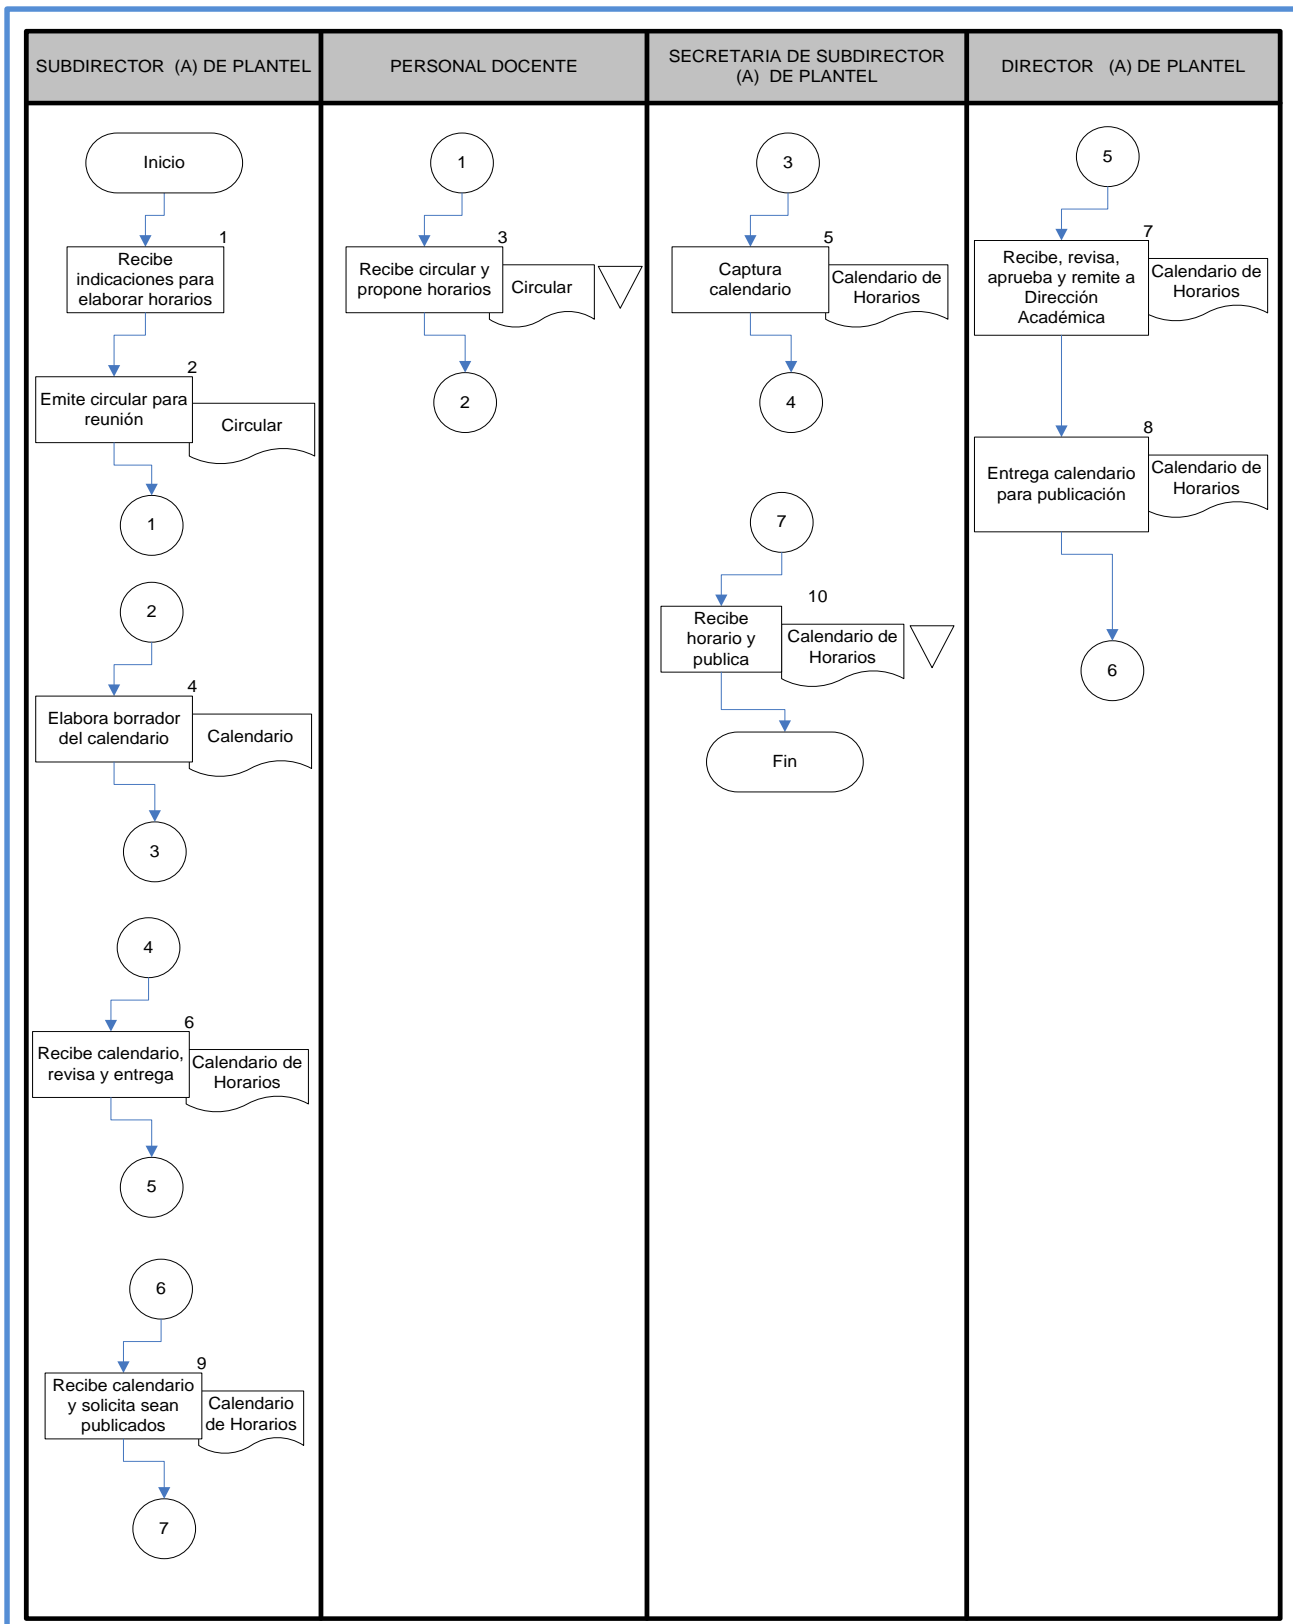 SUBDIRECTOR (A) DE PLANTEL
PERSONAL DOCENTE
SECRETARIA DE SUBDIRECTOR
(A) DE PLANTEL
DIRECTOR (A) DE PLANTEL
Inicio
1
Recibe
indicaciones para
elaborar horarios
2
Emite circular para
reunión
Circular
1
2
4
Elabora borrador
del calendario
Calendario
3
4
6
Recibe calendario,
revisa y entrega
Calendario de
Horarios
5
6
9
Recibe calendario
y solicita sean
publicados
Calendario
de Horarios
7
1
3
Recibe circular y
propone horarios
Circular
2
3
5
Captura
calendario
Calendario de
Horarios
4
7
10
Recibe
horario y
publica
Calendario de
Horarios
Fin
5
7
Recibe, revisa,
aprueba y remite a
Dirección
Académica
Calendario de
Horarios
8
Entrega calendario
para publicación
Calendario de
Horarios
6